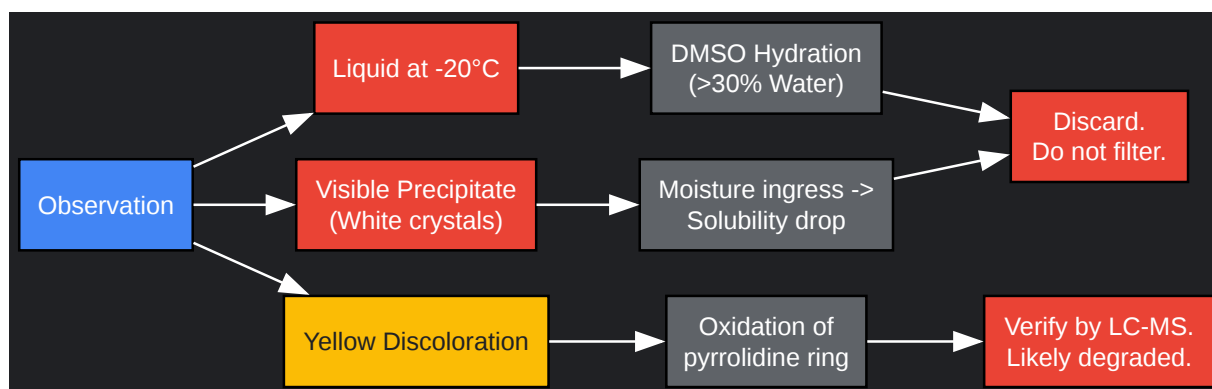 Liquid at -20°C
DMSO Hydration
(>30% Water)
Discard.
Do not filter.
Observation
Visible Precipitate
(White crystals)
Moisture ingress ->
Solubility drop
Yellow Discoloration
Oxidation of
pyrrolidine ring
Verify by LC-MS.
Likely degraded.